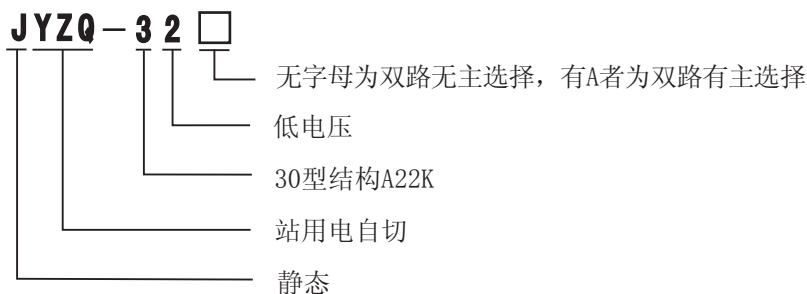 JYZQ-32□
无字母为双路无主选择，有A者为双路有主选择
低电压
30型结构A22K
站用电自切
静态